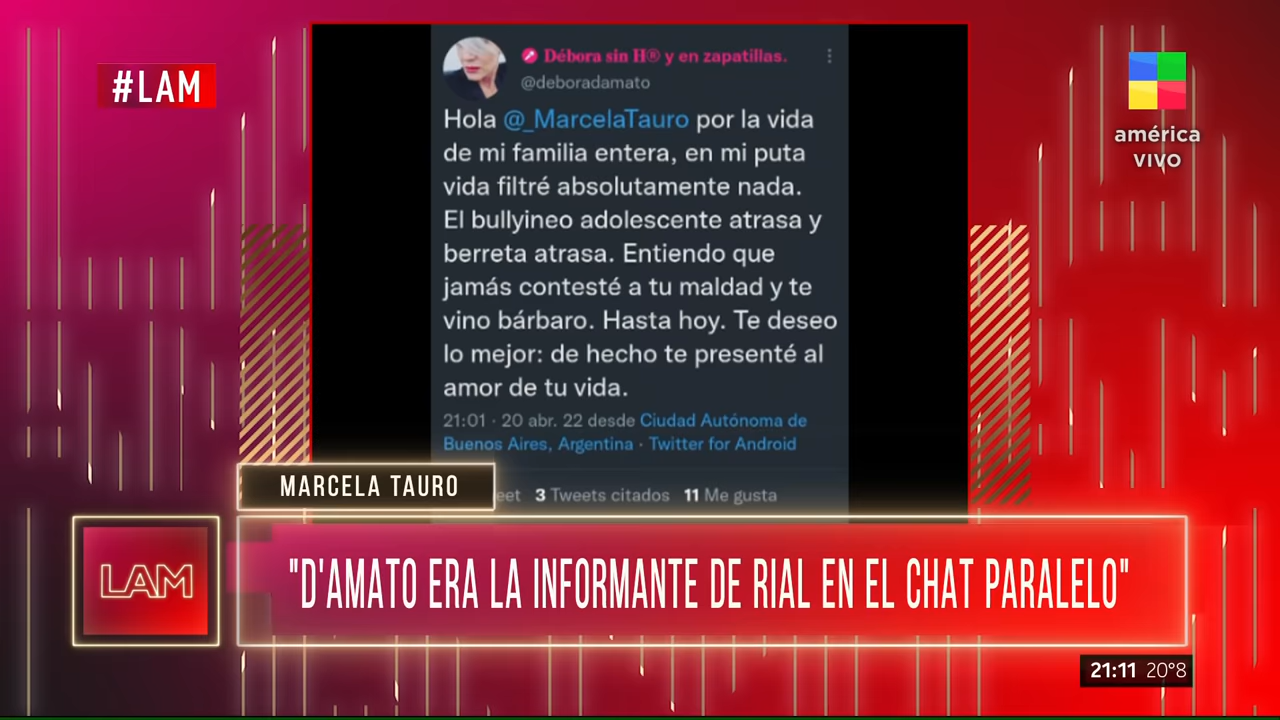 #LAM
Débora sin H® y en zapatillas.
@deboradamato
Hola @_MarcelaTauro por la vida
de mi familia entera, en mi puta
vida filtré absolutamente nada.
El bullyineo adolescente atrasa y
berreta atrasa. Entiendo que
jamás contesté a tu maldad y te
vino bárbaro. Hasta hoy. Te deseo
lo mejor: de hecho te presenté al
amor de tu vida.
21:01 · 20 abr. 22 desde Ciudad Autónoma de
Buenos Aires, Argentina · Twitter for Android
3 Tweets citados 11 Me gusta
américa
vivo
MARCELA TAURO
LAM
"D'AMATO ERA LA INFORMANTE DE RIAL EN EL CHAT PARALELO"
21:11 20°8